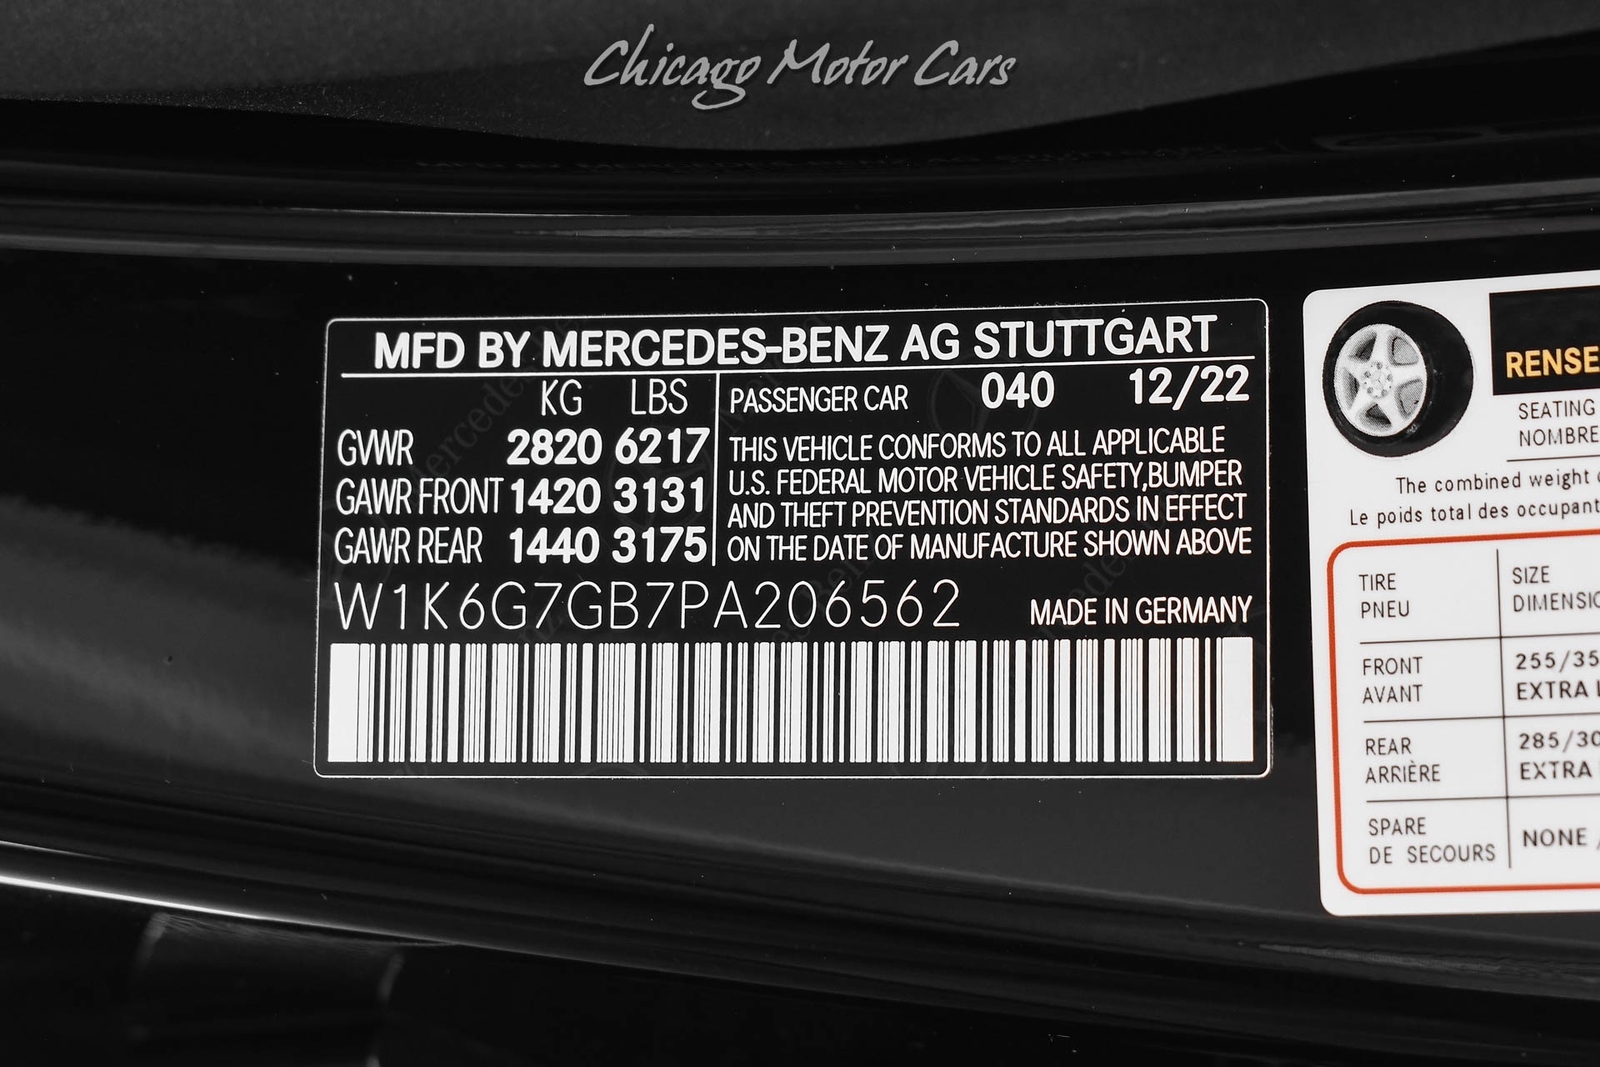 Chicago Motor Cars
MFD BY MERCEDES-BENZ AG STUTTGART
KG LBS
GVWR 2820 6217
GAWR FRONT 1420 3131
GAWR REAR 1440 3175
PASSENGER CAR 040 12/22
THIS VEHICLE CONFORMS TO ALL APPLICABLE
U.S. FEDERAL MOTOR VEHICLE SAFETY,BUMPER
AND THEFT PREVENTION STANDARDS IN EFFECT
ON THE DATE OF MANUFACTURE SHOWN ABOVE
W1K6G7GB7PA206562
MADE IN GERMANY
RENSE
SEATING
NOMBRE
The combined weight
Le poids total des occupant
TIRE
PNEU
SIZE
DIMENSIO
FRONT
AVANT
255/35
EXTRA
REAR
ARRIÈRE
285/30
EXTRA
SPARE
DE SECOURS
NONE /